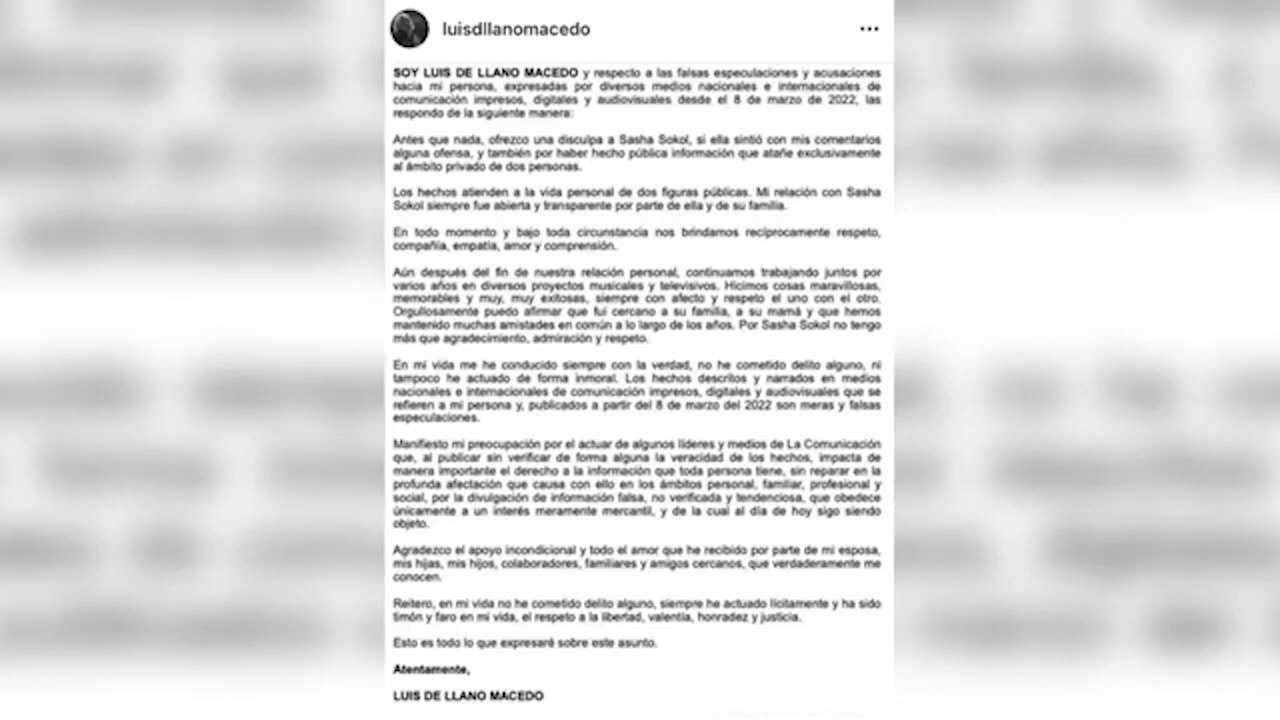 luisdllanomacedo
SOY LUIS DE LLANO MACEDO y respecto a las falsas especulaciones y acusaciones
hacia mi persona, expresadas por diversos medios nacionales e internacionales de
comunicación impresos, digitales y audiovisuales desde el 8 de marzo de 2022, las
respondo de la siguiente manera:
Antes que nada, ofrezco una disculpa a Sasha Sokol, si ella sintió con mis comentarios
alguna ofensa, y también por haber hecho pública información que atañe exclusivamente
al ámbito privado de dos personas.
Los hechos atienden a la vida personal de dos figuras públicas. Mi relación con Sasha
Sokol siempre fue abierta y transparente por parte de ella y de su familia.
En todo momento y bajo toda circunstancia nos brindamos recíprocamente respeto,
compañía, empatía, amor y comprensión.
Aún después del fin de nuestra relación personal, continuamos trabajando juntos por
varios años en diversos proyectos musicales y televisivos. Hicimos cosas maravillosas,
memorables y muy, muy exitosas, siempre con afecto y respeto el uno con el otro.
Orgullosamente puedo afirmar que fui cercano a su familia, a su mamá y que hemos
mantenido muchas amistades en común a lo largo de los años. Por Sasha Sokol no tengo
más que agradecimiento, admiración y respeto.
En mi vida me he conducido siempre con la verdad, no he cometido delito alguno, ni
tampoco he actuado de forma inmoral. Los hechos descritos y narrados en medios
nacionales e internacionales de comunicación impresos, digitales y audiovisuales que se
refieren a mi persona y, publicados a partir del 8 de marzo del 2022 son meras y falsas
especulaciones.
Manifiesto mi preocupación por el actuar de algunos líderes y medios de La Comunicación
que, al publicar sin verificar de forma alguna la veracidad de los hechos, impacta de
manera importante el derecho a la información que toda persona tiene, sin reparar en la
profunda afectación que causa con ello en los ámbitos personal, familiar, profesional y
social, por la divulgación de información falsa, no verificada y tendenciosa, que obedece
únicamente a un interés meramente mercantil, y de la cual al día de hoy sigo siendo
objeto.
Agradezco el apoyo incondicional y todo el amor que he recibido por parte de mi esposa,
mis hijas, mis hijos, colaboradores, familiares y amigos cercanos, que verdaderamente me
conocen.
Reitero, en mi vida no he cometido delito alguno, siempre he actuado lícitamente y ha sido
timón y faro en mi vida, el respeto a la libertad, valentía, honradez y justicia.
Esto es todo lo que expresaré sobre este asunto.
Atentamente,
LUIS DE LLANO MACEDO